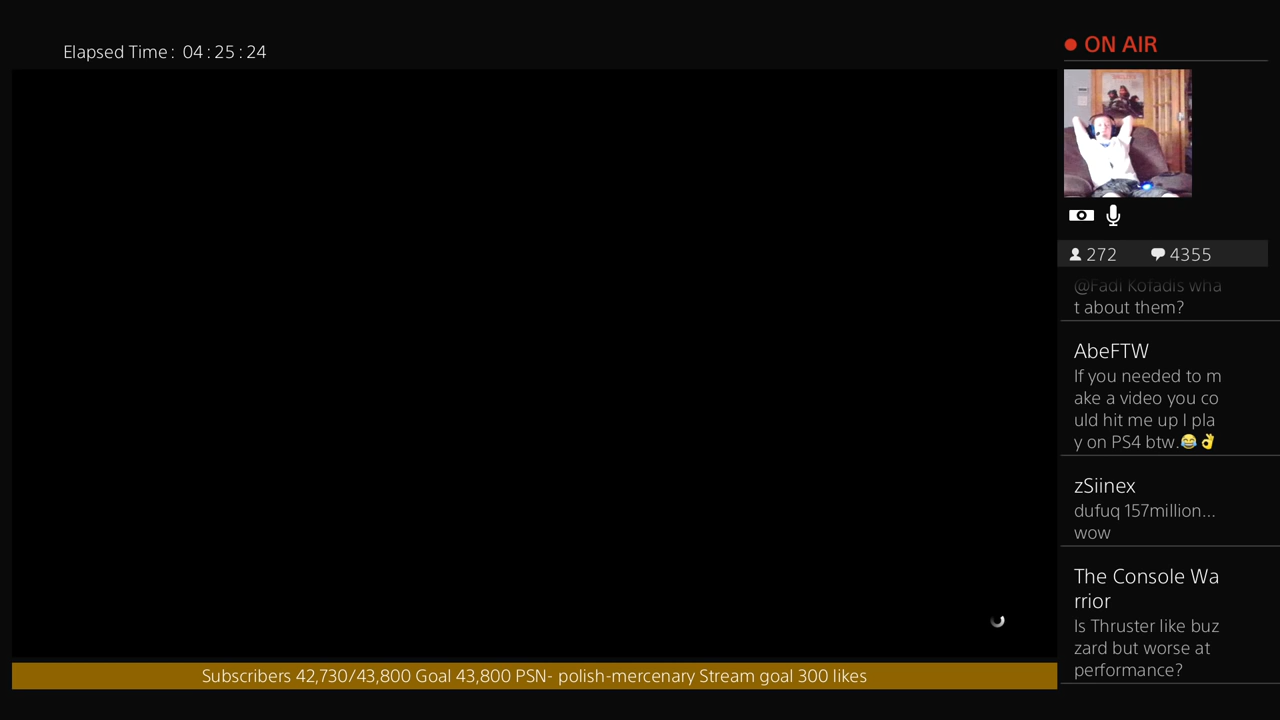 Elapsed Time: 04:25:24
ON AIR
272 4355
@Fadi Kofadis wha
t about them?
AbeFTW
If you needed to m
ake a video you co
uld hit me up I pla
y on PS4 btw.😂👌
zSiinex
dufuq 157million...
wow
The Console Wa
rrior
Is Thruster like buz
zard but worse at
performance?
Subscribers 42,730/43,800 Goal 43,800 PSN- polish-mercenary Stream goal 300 likes